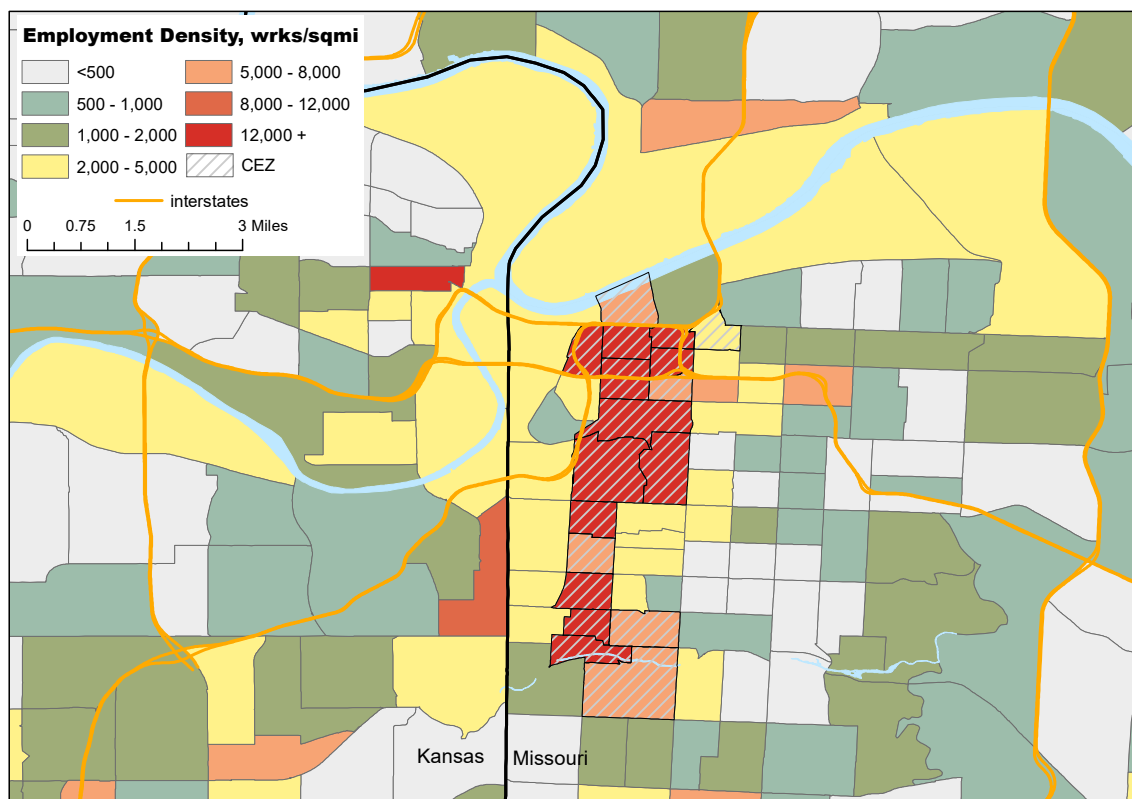 Employment Density, wrks/sqmi
<500
5,000 - 8,000
500 - 1,000
8,000 - 12,000
1,000 - 2,000
12,000 +
2,000 - 5,000
CEZ
interstates
0 0.75 1.5 3 Miles
Kansas Missouri